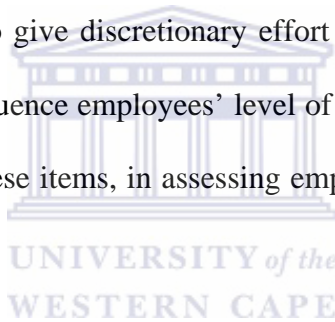 give discretionary effort
uence employees' level of
ese items, in assessing emp
UNIVERSITY of the
WESTERN CAPE